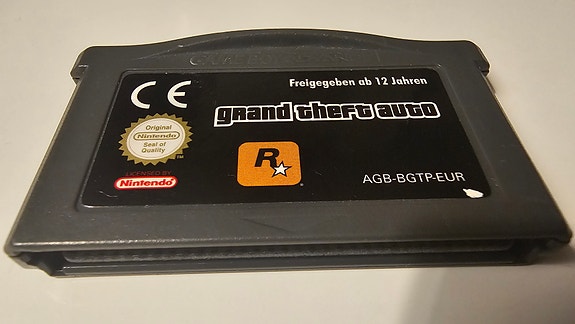 CE
Freigegeben ab 12 Jahren
grand theft auto
Original
Nintendo
Seal of
Quality
TM
LICENSED BY
Nintendo
R
AGB-BGTP-EUR